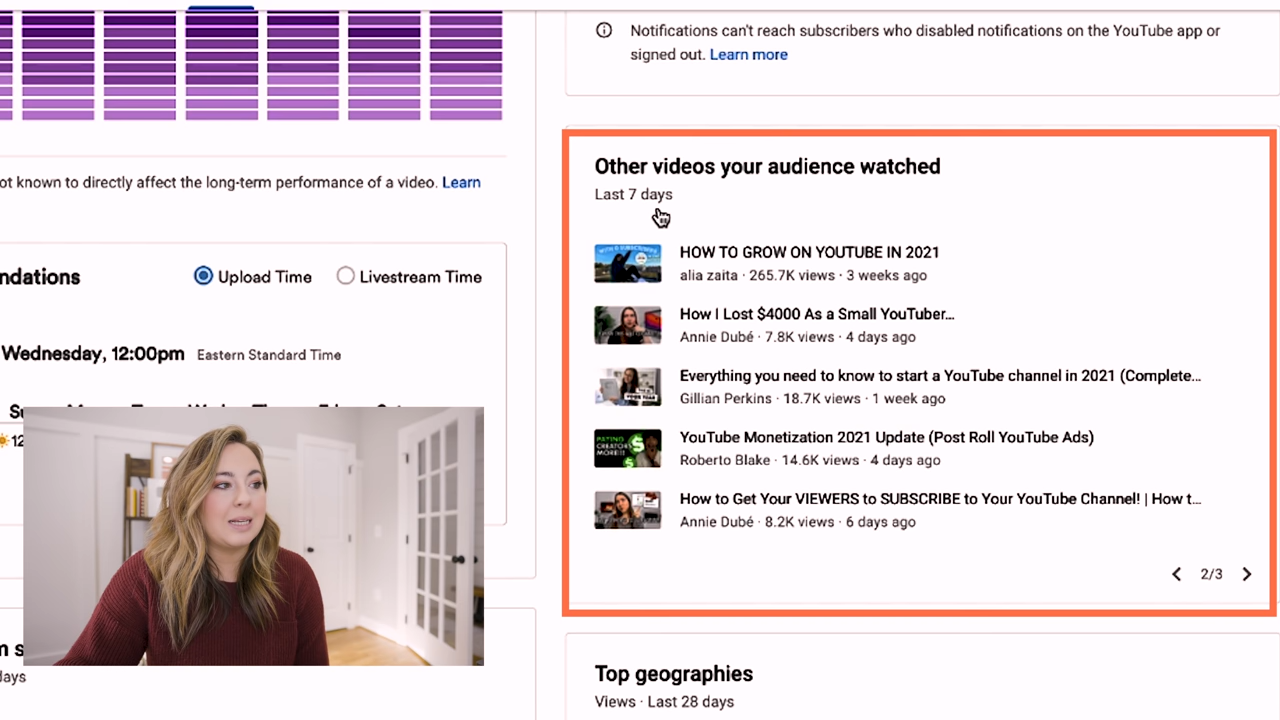 Notifications can't reach subscribers who disabled notifications on the YouTube app or
signed out. Learn more
ot known to directly affect the long-term performance of a video. Learn
ndations
Upload Time
Livestream Time
Wednesday, 12:00pm Eastern Standard Time
12
days
Other videos your audience watched
Last 7 days
HOW TO GROW ON YOUTUBE IN 2021
alia zaita · 265.7K views · 3 weeks ago
How I Lost $4000 As a Small YouTuber…
Annie Dubé · 7.8K views · 4 days ago
Everything you need to know to start a YouTube channel in 2021 (Complete…
Gillian Perkins · 18.7K views · 1 week ago
PAYING
CREATORS
MORE!!!
YouTube Monetization 2021 Update (Post Roll YouTube Ads)
Roberto Blake · 14.6K views · 4 days ago
How to Get Your VIEWERS to SUBSCRIBE to Your YouTube Channel! | How t…
Annie Dubé · 8.2K views · 6 days ago
2/3
Top geographies
Views · Last 28 days